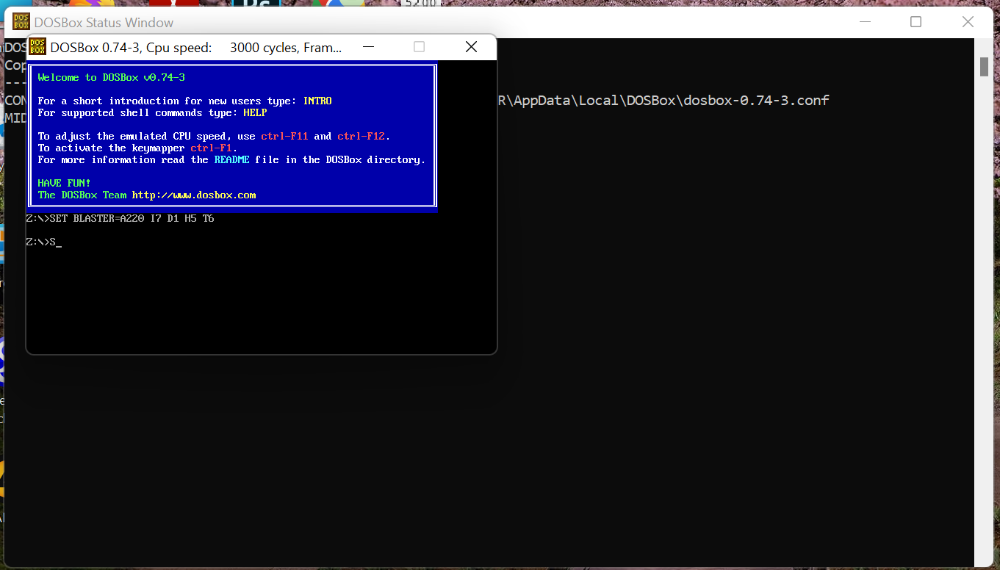 5200
DOSBox Status Window
DOSBox 0.74-3, Cpu speed:     3000 cycles, Fram...
DOS
Cop
---
CON R\AppData\Local\DOSBox\dosbox-0.74-3.conf
MID
Welcome to DOSBox v0.74-3
For a short introduction for new users type: INTRO
For supported shell commands type: HELP
To adjust the emulated CPU speed, use ctrl-F11 and ctrl-F12.
To activate the keymapper ctrl-F1.
For more information read the README file in the DOSBox directory.
HAVE FUN!
The DOSBox Team http://www.dosbox.com
Z:\>SET BLASTER=A220 I7 D1 H5 T6
Z:\>S_